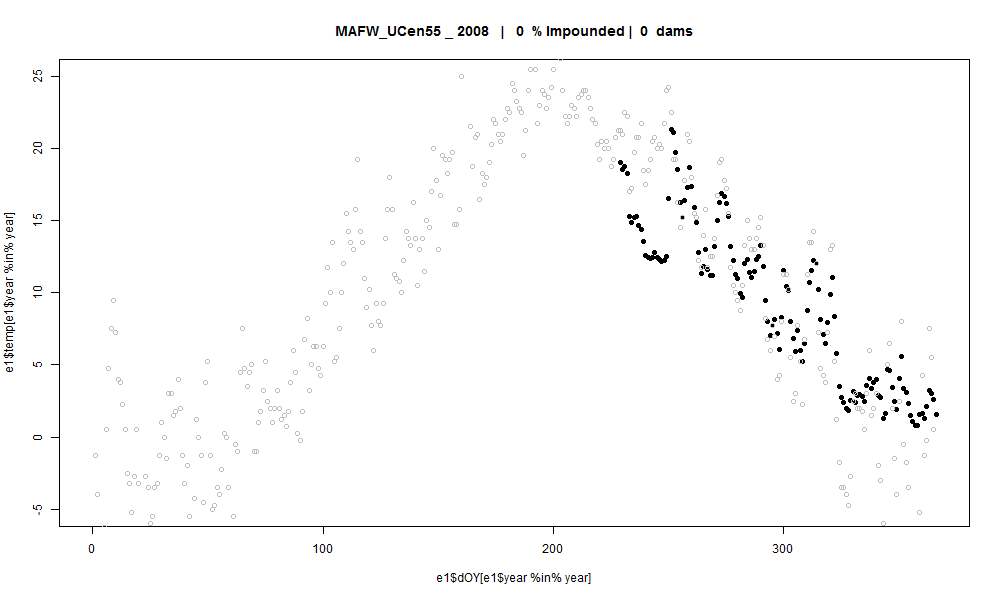 MAFW_UCen55 _ 2008 | 0 % Impounded | 0 dams
e1$temp[e1$year %in% year]
25
20
15
10
5
0
-5
0 100 200 300
e1$dOY[e1$year %in% year]